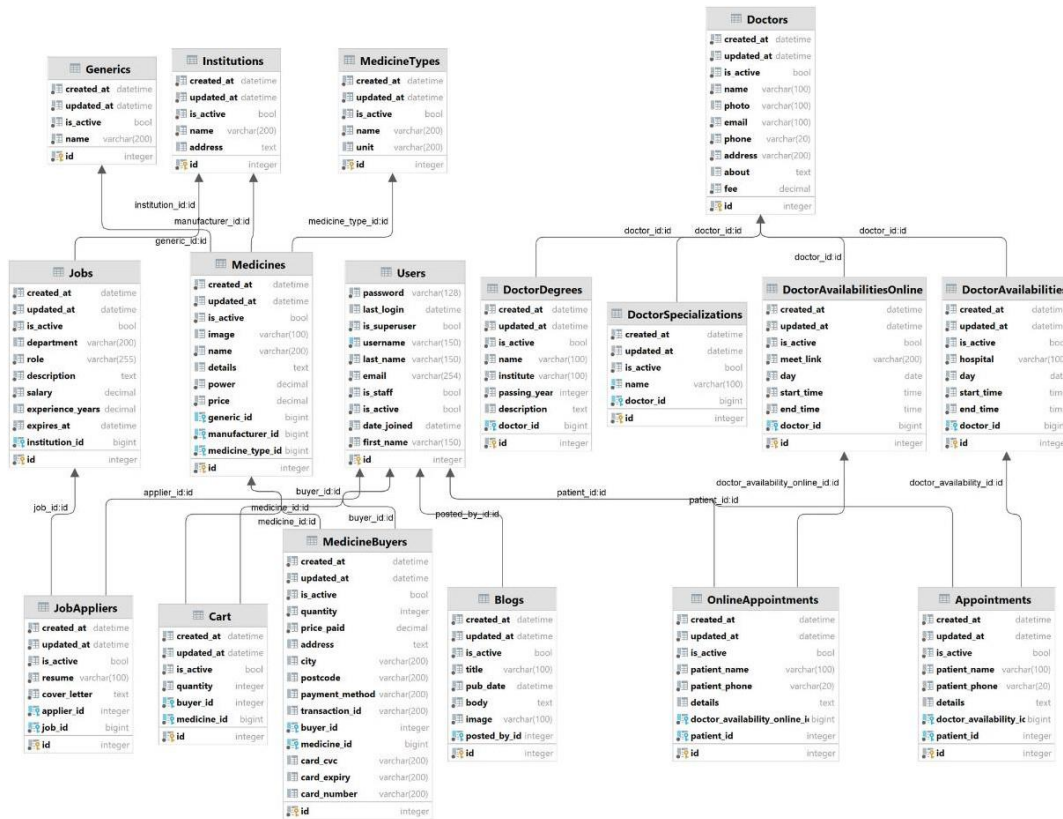 Doctors
created_at datetime
updated_at datetime
is_active bool
name varchar(100)
photo varchar(100)
email varchar(100)
phone varchar(20)
address varchar(200)
about text
fee decimal
id integer
Generics
created_at datetime
updated_at datetime
is_active bool
name varchar(200)
id integer
Institutions
created_at datetime
updated_at datetime
is_active bool
name varchar(200)
address text
id integer
MedicineTypes
created_at datetime
updated_at datetime
is_active bool
name varchar(200)
unit varchar(200)
id integer
institution_id:id
manufacturer_id:id
medicine_type_id:id
generic_id:id
doctor_id:id
doctor_id:id
doctor_id:id
doctor_id:id
Jobs
created_at datetime
updated_at datetime
is_active bool
department varchar(200)
role varchar(255)
description text
salary decimal
experience_years decimal
expires_at datetime
institution_id bigint
id integer
Medicines
created_at datetime
updated_at datetime
is_active bool
image varchar(100)
name varchar(200)
details text
power decimal
price decimal
generic_id bigint
manufacturer_id bigint
medicine_type_id bigint
id integer
Users
password varchar(128)
last_login datetime
is_superuser bool
username varchar(150)
last_name varchar(150)
email varchar(254)
is_staff bool
is_active bool
date_joined datetime
first_name varchar(150)
id integer
DoctorDegrees
created_at datetime
updated_at datetime
is_active bool
name varchar(100)
institute varchar(100)
passing_year integer
description text
doctor_id bigint
id integer
DoctorSpecializations
created_at datetime
updated_at datetime
is_active bool
name varchar(100)
doctor_id bigint
id integer
DoctorAvailabilitiesOnline
created_at datetime
updated_at datetime
is_active bool
meet_link varchar(200)
day date
start_time time
end_time time
doctor_id bigint
id integer
DoctorAvailabilities
created_at
updated_at
is_active
hospital
day
start_time
end_time
doctor_id
id
job_id:id
applier_id:id
medicine_id:id
buyer_id:id
medicine_id:id
buyer_id:id
posted_by_id:id
patient_id:id
patient_id:id
doctor_availability_online_id:id
doctor_availability_id:id
JobAppliers
created_at datetime
updated_at datetime
is_active bool
resume varchar(100)
cover_letter text
applier_id integer
job_id bigint
id integer
Cart
created_at datetime
updated_at datetime
is_active bool
quantity integer
buyer_id integer
medicine_id bigint
id integer
MedicineBuyers
created_at datetime
updated_at datetime
is_active bool
quantity integer
price_paid decimal
address text
city varchar(200)
postcode varchar(200)
payment_method varchar(200)
transaction_id varchar(200)
buyer_id integer
medicine_id bigint
card_cvc varchar(200)
card_expiry varchar(200)
card_number varchar(200)
id integer
Blogs
created_at datetime
updated_at datetime
is_active bool
title varchar(100)
pub_date datetime
body text
image varchar(100)
posted_by_id integer
id integer
OnlineAppointments
created_at datetime
updated_at datetime
is_active bool
patient_name varchar(100)
patient_phone varchar(20)
details text
doctor_availability_online_id bigint
patient_id integer
id integer
Appointments
created_at datetime
updated_at datetime
is_active bool
patient_name varchar(100)
patient_phone varchar(20)
details text
doctor_availability_id bigint
patient_id integer
id integer